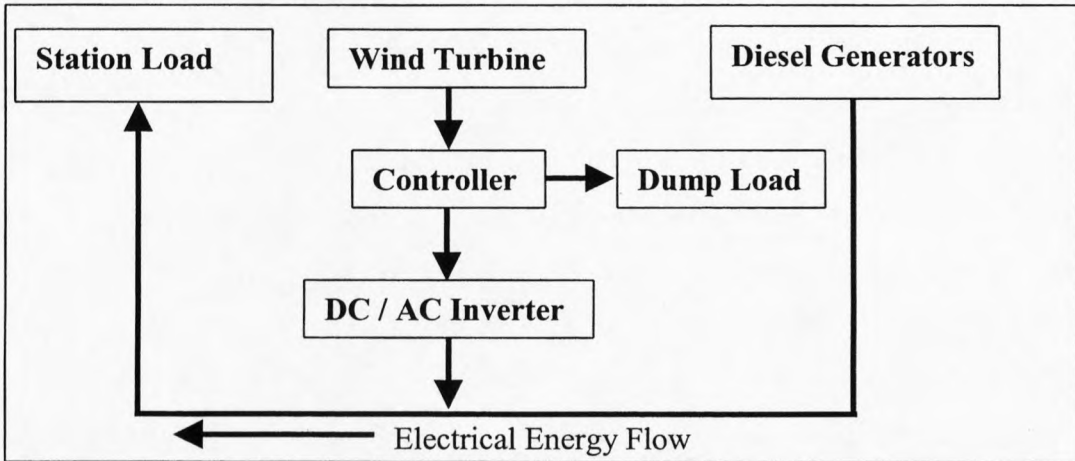 Station Load
Wind Turbine
Diesel Generators
Controller
Dump Load
DC / AC Inverter
Electrical Energy Flow